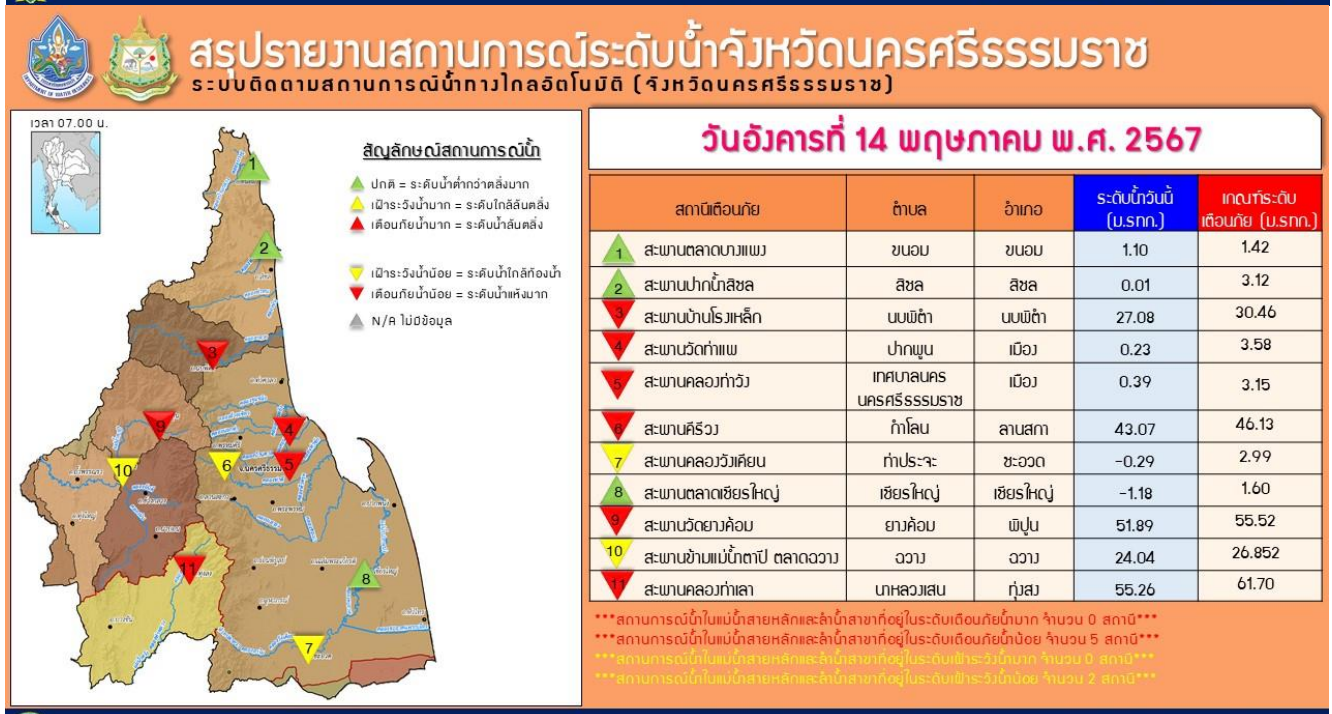 สรุปรายงานสถานการณ์ระดับน้ำจังหวัดนครศรีธรรมราช
ระบบติดตามสถานการณ์น้ำทางไกลอัตโนมัติ (จังหวัดนครศรีธรรมราช)
เวลา 07.00 น.
สัญลักษณ์สถานการณ์น้ำ
ปกติ = ระดับน้ำต่ำกว่าตลิ่งมาก
เฝ้าระวังน้ำมาก = ระดับใกล้ล้นตลิ่ง
เตือนภัยน้ำมาก = ระดับน้ำล้นตลิ่ง
เฝ้าระวังน้ำน้อย = ระดับน้ำใกล้ท้องน้ำ
เตือนภัยน้ำน้อย = ระดับน้ำแห้งมาก
N/A ไม่มีข้อมูล
1
2
3
9
4
10
6
5
11
8
7
วันอังคารที่ 14 พฤษภาคม พ.ศ. 2567
สถานีเตือนภัย ตำบล อำเภอ ระดับน้ำวันนี้ (ม.รทก.) เกณฑ์ระดับเตือนภัย (ม.รทก.)
1 สะพานตลาดบางแพง ขนอม ขนอม 1.10 1.42
2 สะพานปากน้ำสิชล สิชล สิชล 0.01 3.12
3 สะพานบ้านโรงเหล็ก นบพิตำ นบพิตำ 27.08 30.46
4 สะพานวัดท่าแพ ปากพูน เมือง 0.23 3.58
5 สะพานคลองท่าวัง เทศบาลนครนครศรีธรรมราช เมือง 0.39 3.15
6 สะพานคีรีวง กำโลน ลานสกา 43.07 46.13
7 สะพานคลองวังเคียน ท่าประจะ ชะอวด -0.29 2.99
8 สะพานตลาดเชียรใหญ่ เชียรใหญ่ เชียรใหญ่ -1.18 1.60
9 สะพานวัดยางค้อม ยางค้อม พิปูน 51.89 55.52
10 สะพานข้ามแม่น้ำตาปี ตลาดฉวาง ฉวาง ฉวาง 24.04 26.852
11 สะพานคลองท่าเลา นาหลวงเสน ทุ่งสง 55.26 61.70
***สถานการณ์น้ำในแม่น้ำสายหลักและลำน้ำสาขาที่อยู่ในระดับเตือนภัยน้ำมาก จำนวน 0 สถานี***
***สถานการณ์น้ำในแม่น้ำสายหลักและลำน้ำสาขาที่อยู่ในระดับเตือนภัยน้ำน้อย จำนวน 5 สถานี***
***สถานการณ์น้ำในแม่น้ำสายหลักและลำน้ำสาขาที่อยู่ในระดับเฝ้าระวังน้ำมาก จำนวน 0 สถานี***
***สถานการณ์น้ำในแม่น้ำสายหลักและลำน้ำสาขาที่อยู่ในระดับเฝ้าระวังน้ำน้อย จำนวน 2 สถานี***